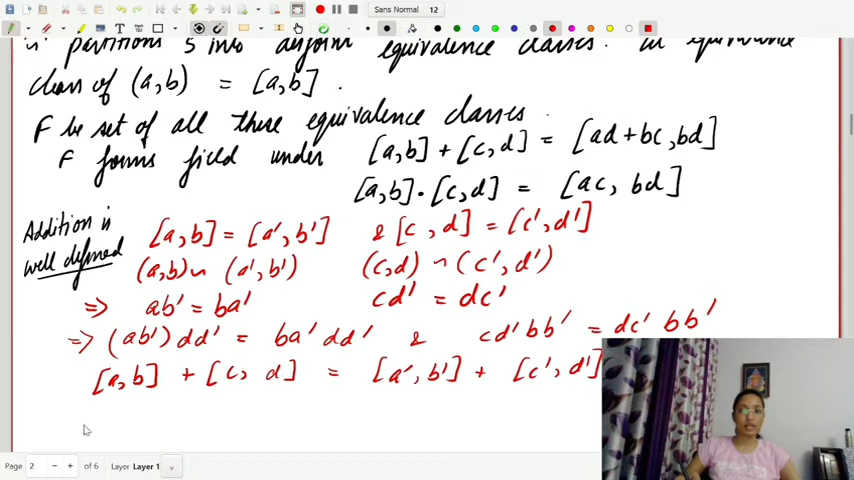 Sans Normal 12
it partitions S into disjoint equivalence classes.
class of (a,b) = [a,b].
F be set of all these equivalence classes.
F forms field under [a,b] + [c,d] = [ad+bc, bd]
[a,b] . [c,d] = [ac, bd]
Addition is
well defined
[a,b] = [a',b'] & [c,d] = [c',d']
(a,b) ~ (a',b') (c,d) ~ (c',d')
=> ab' = ba' cd' = dc'
=> (ab') dd' = ba' dd' & cd'bb' = dc' bb'
[a,b] + [c, d] = [a',b'] + [c',d']
Page 2 - + of 6 Layer Layer 1